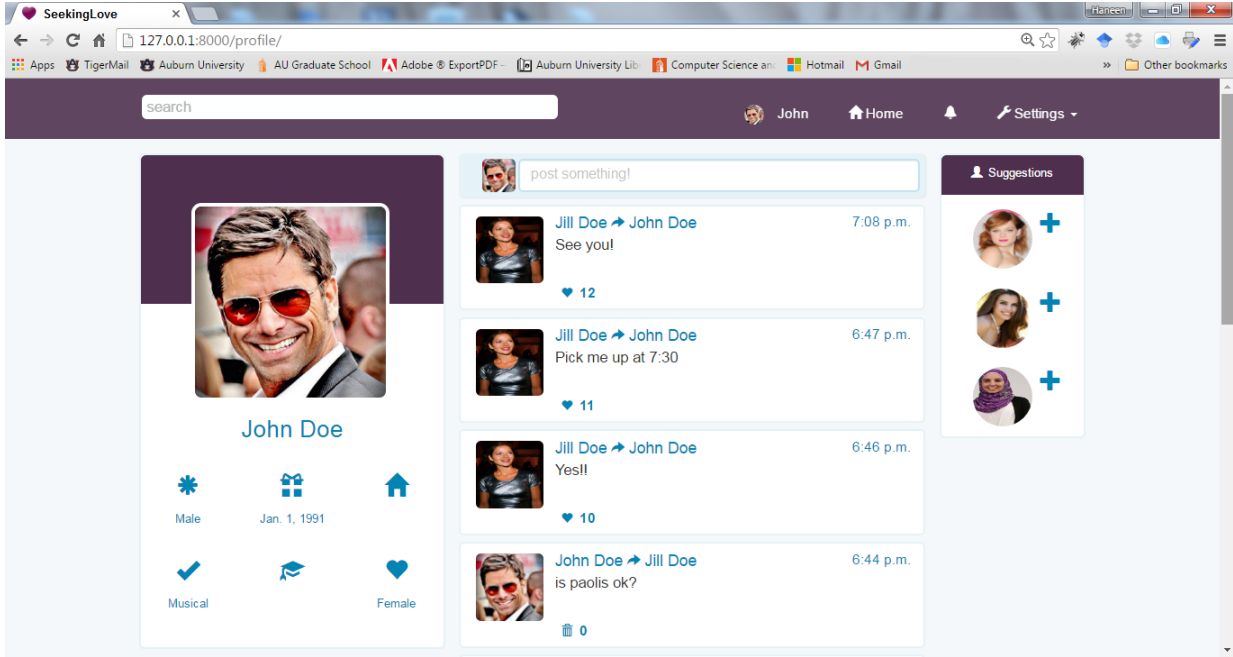 SeekingLove
Haneen
127.0.0.1:8000/profile/
Apps TigerMail Auburn University AU Graduate School Adobe ® ExportPDF – Auburn University Lib Computer Science and Hotmail Gmail » Other bookmarks
search John Home Settings
post something!
Suggestions
Jill Doe John Doe 7:08 p.m.
See you!
12
Jill Doe John Doe 6:47 p.m.
Pick me up at 7:30
11
Jill Doe John Doe 6:46 p.m.
Yes!!
10
John Doe Jill Doe 6:44 p.m.
is paolis ok?
0
John Doe
Male Jan. 1, 1991
Musical Female